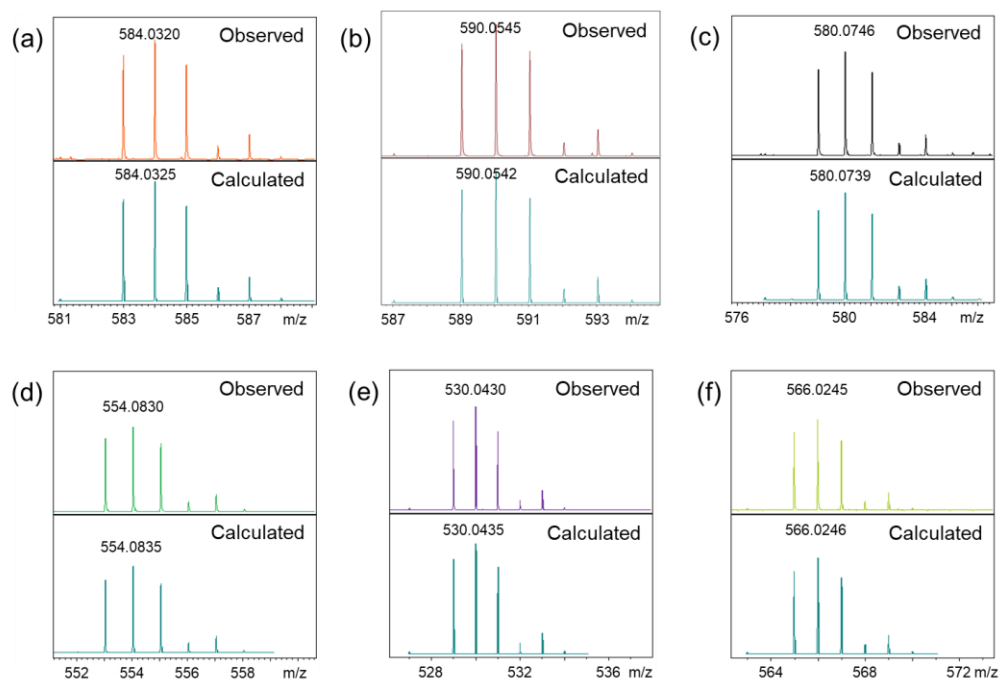 (a)
584.0320
Observed
584.0325
Calculated
581 583 585 587 m/z
(b)
590.0545
Observed
590.0542
Calculated
587 589 591 593 m/z
(c)
580.0746
Observed
580.0739
Calculated
576 580 584 m/z
(d)
Observed
554.0830
Calculated
554.0835
552 554 556 558 m/z
(e)
530.0430
Observed
530.0435
Calculated
528 532 536 m/z
(f)
566.0245
Observed
566.0246
Calculated
564 568 572 m/z